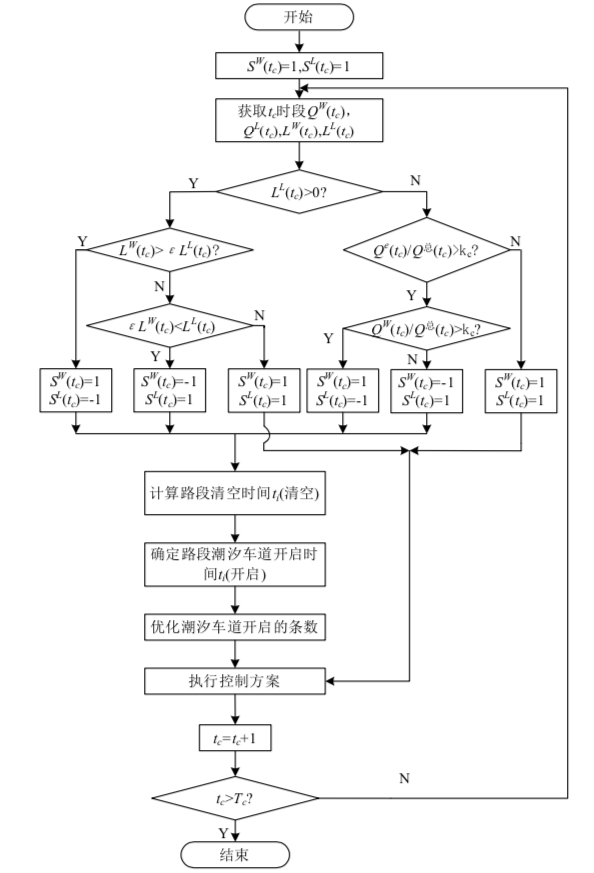 开始
S^W(t_c)=1,S^L(t_c)=1
获取t_c时段Q^W(t_c),
Q^L(t_c),L^W(t_c),L^L(t_c)
Y
L^L(t_c)>0?
N
Y
L^W(t_c)> ε L^L(t_c)?
Q^e(t_c)/Q^总(t_c)>k_c?
N
N
Y
ε L^W(t_c)<L^L(t_c)
N
Q^W(t_c)/Q^总(t_c)>k_c?
Y
Y
N
S^W(t_c)=1
S^L(t_c)=-1
S^W(t_c)=-1
S^L(t_c)=1
S^W(t_c)=1
S^L(t_c)=1
S^W(t_c)=1
S^L(t_c)=-1
S^W(t_c)=-1
S^L(t_c)=1
S^W(t_c)=1
S^L(t_c)=1
计算路段清空时间t_i(清空)
确定路段潮汐车道开启时
间t_i(开启)
优化潮汐车道开启的条数
执行控制方案
t_c=t_c+1
t_c>T_c?
N
Y
结束